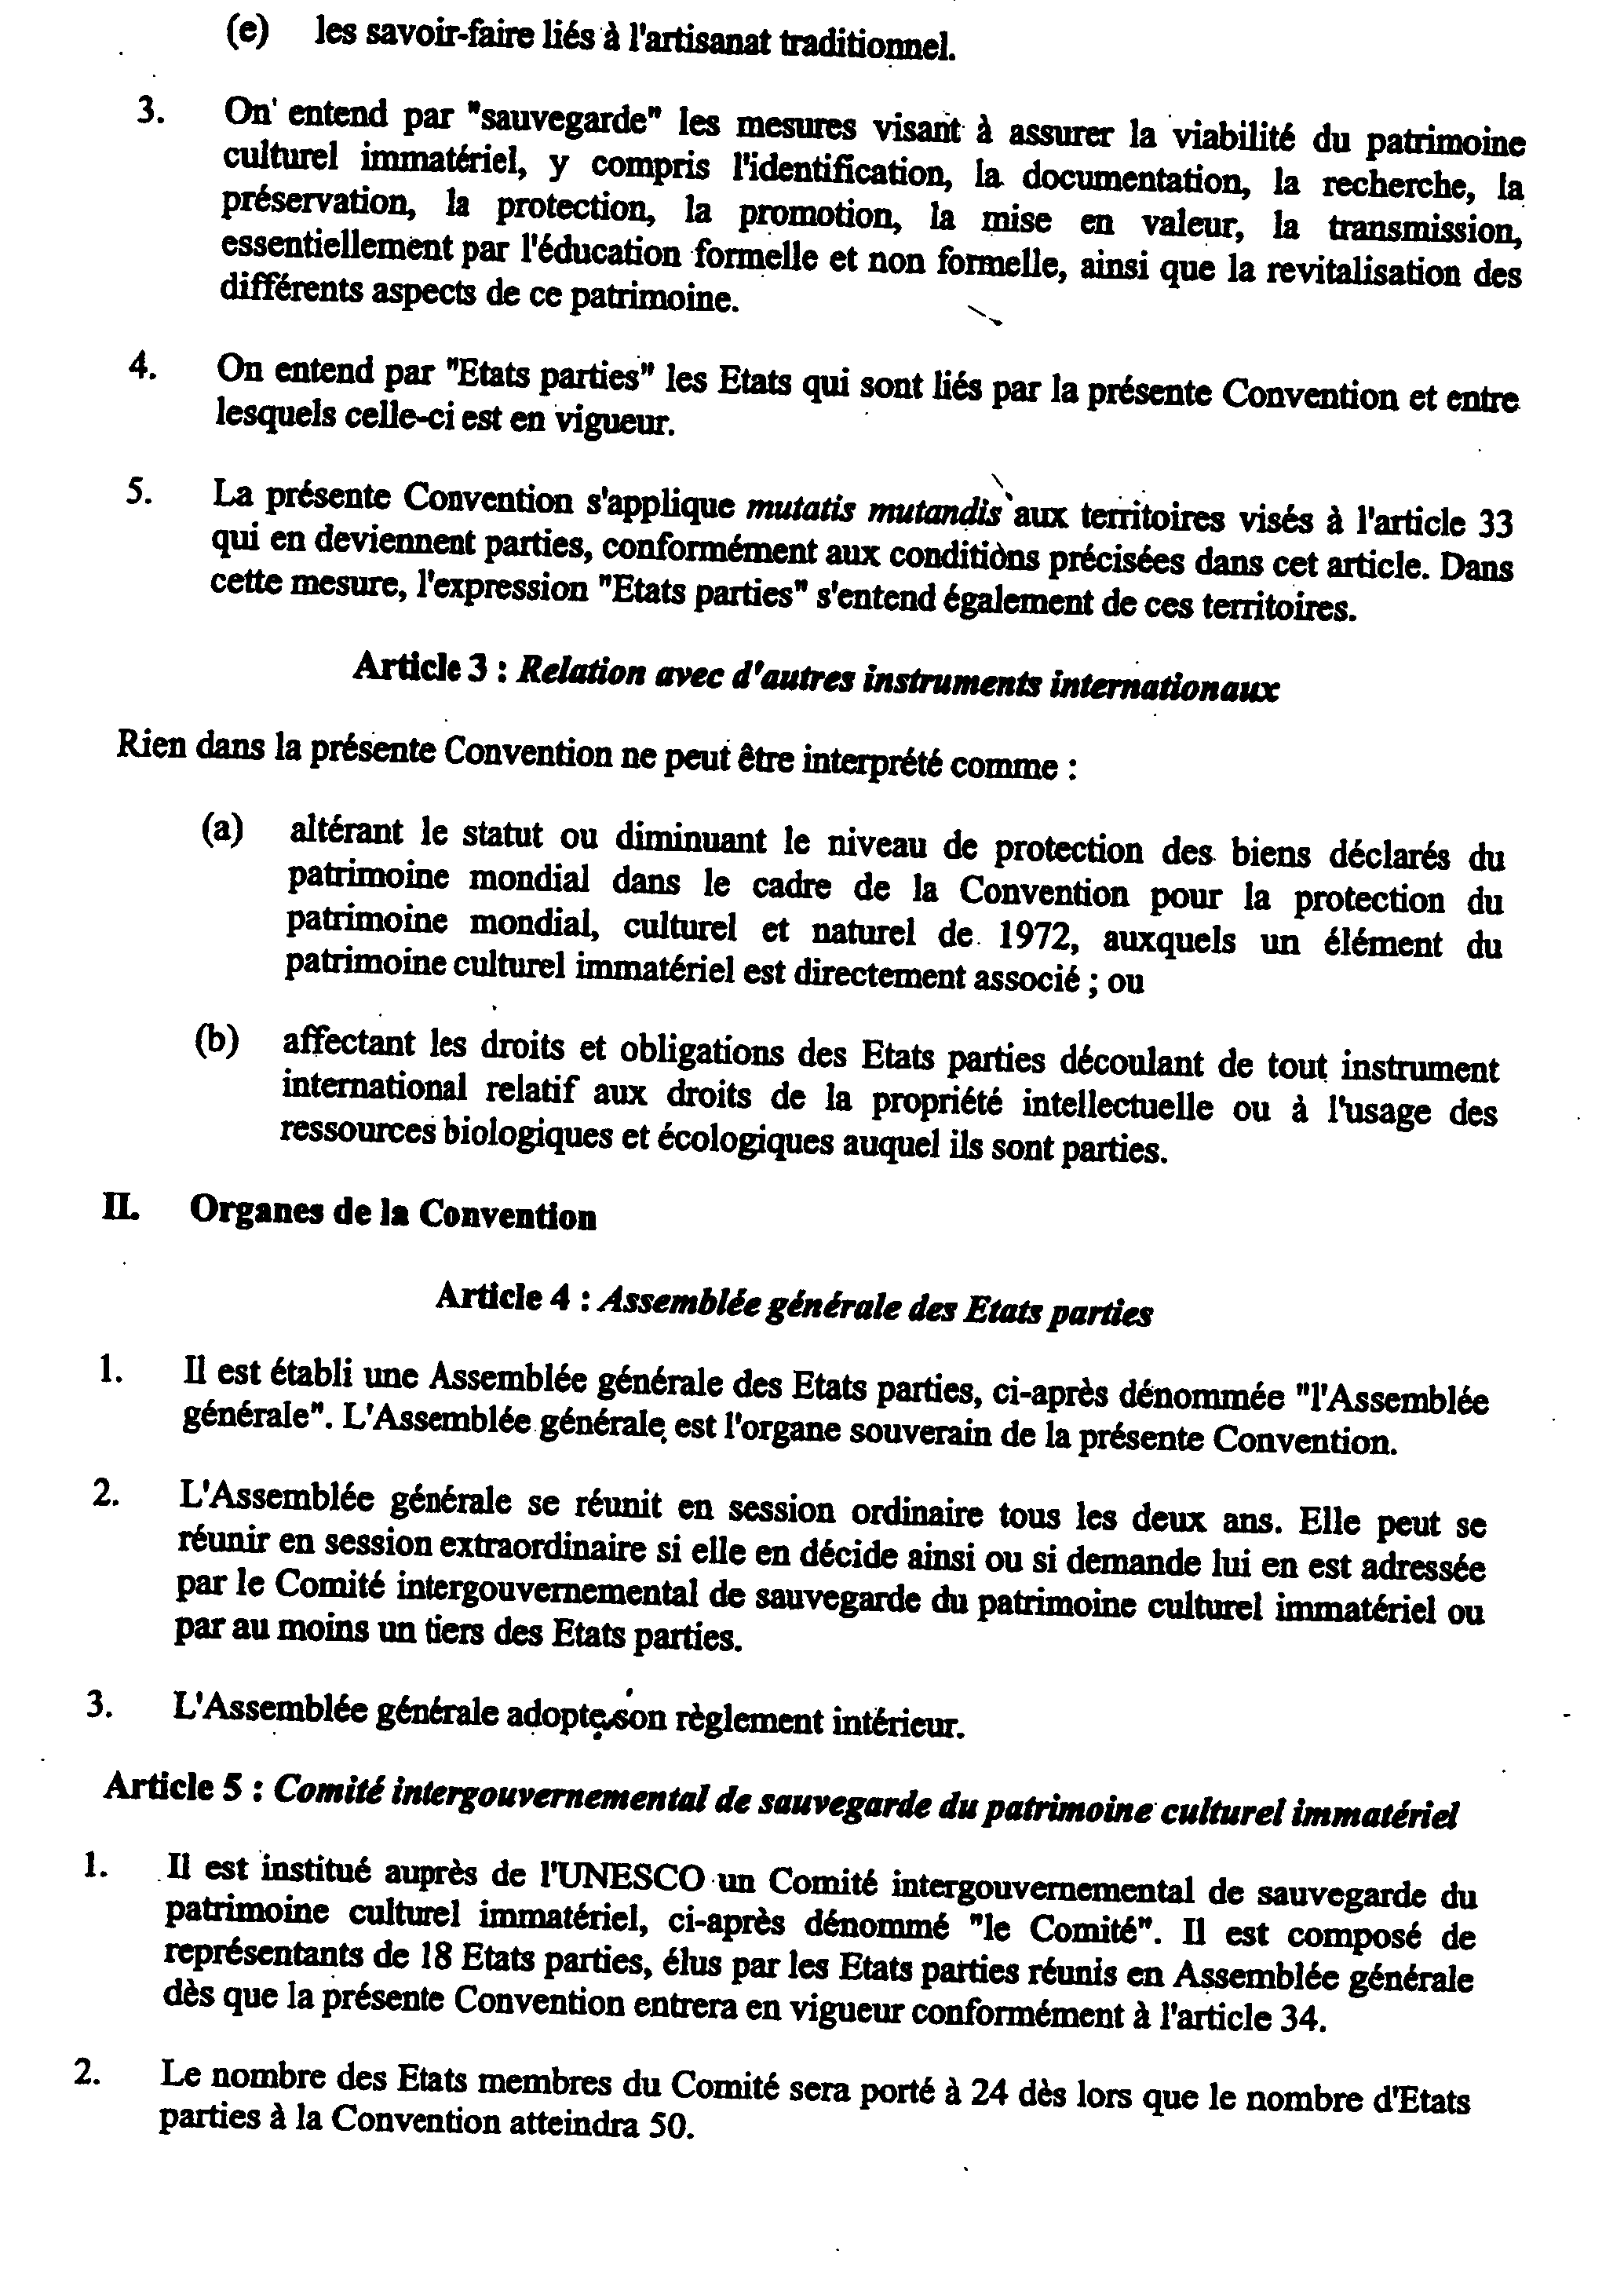 (e) les savoir-faire liés à l'artisanat traditionnel.
3. On entend par "sauvegarde" les mesures visant à assurer la viabilité du patrimoine
culturel immatériel, y compris l'identification, la documentation, la recherche, la
préservation, la protection, la promotion, la mise en valeur, la transmission,
essentiellement par l'éducation formelle et non formelle, ainsi que la revitalisation des
différents aspects de ce patrimoine.
4. On entend par "Etats parties" les Etats qui sont liés par la présente Convention et entre
lesquels celle-ci est en vigueur.
5. La présente Convention s'applique mutatis mutandis aux territoires visés à l'article 33
qui en deviennent parties, conformément aux conditions précisées dans cet article. Dans
cette mesure, l'expression "Etats parties" s'entend également de ces territoires.
Article 3 : Relation avec d'autres instruments internationaux
Rien dans la présente Convention ne peut être interprété comme :
(a) altérant le statut ou diminuant le niveau de protection des biens déclarés du
patrimoine mondial dans le cadre de la Convention pour la protection du
patrimoine mondial, culturel et naturel de 1972, auxquels un élément du
patrimoine culturel immatériel est directement associé ; ou
(b) affectant les droits et obligations des Etats parties découlant de tout instrument
international relatif aux droits de la propriété intellectuelle ou à l'usage des
ressources biologiques et écologiques auquel ils sont parties.
II. Organes de la Convention
Article 4 : Assemblée générale des Etats parties
1. Il est établi une Assemblée générale des Etats parties, ci-après dénommée "l'Assemblée
générale". L'Assemblée générale est l'organe souverain de la présente Convention.
2. L'Assemblée générale se réunit en session ordinaire tous les deux ans. Elle peut se
réunir en session extraordinaire si elle en décide ainsi ou si demande lui en est adressée
par le Comité intergouvernemental de sauvegarde du patrimoine culturel immatériel ou
par au moins un tiers des Etats parties.
3. L'Assemblée générale adopte son règlement intérieur.
Article 5 : Comité intergouvernemental de sauvegarde du patrimoine culturel immatériel
1. Il est institué auprès de l'UNESCO un Comité intergouvernemental de sauvegarde du
patrimoine culturel immatériel, ci-après dénommé "le Comité". Il est composé de
représentants de 18 Etats parties, élus par les Etats parties réunis en Assemblée générale
dès que la présente Convention entrera en vigueur conformément à l'article 34.
2. Le nombre des Etats membres du Comité sera porté à 24 dès lors que le nombre d'Etats
parties à la Convention atteindra 50.